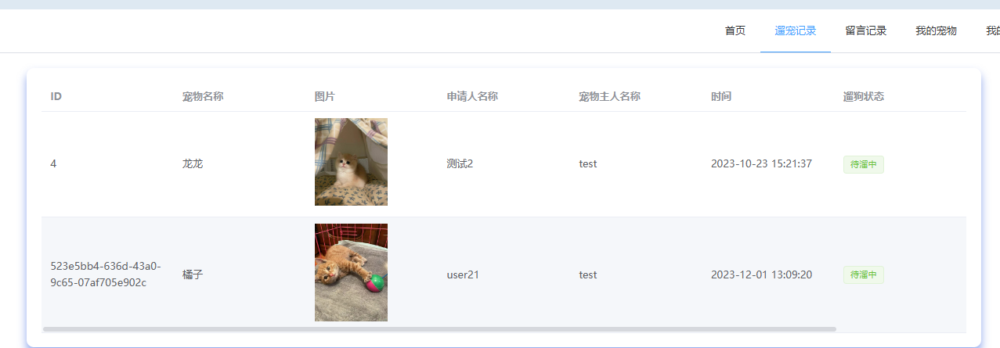 首页 遛宠记录 留言记录 我的宠物 我的
ID 宠物名称 图片 申请人名称 宠物主人名称 时间 遛狗状态
4 龙龙 测试2 test 2023-10-23 15:21:37 待溜中
523e5bb4-636d-43a0-
9c65-07af705e902c 橘子 user21 test 2023-12-01 13:09:20 待溜中